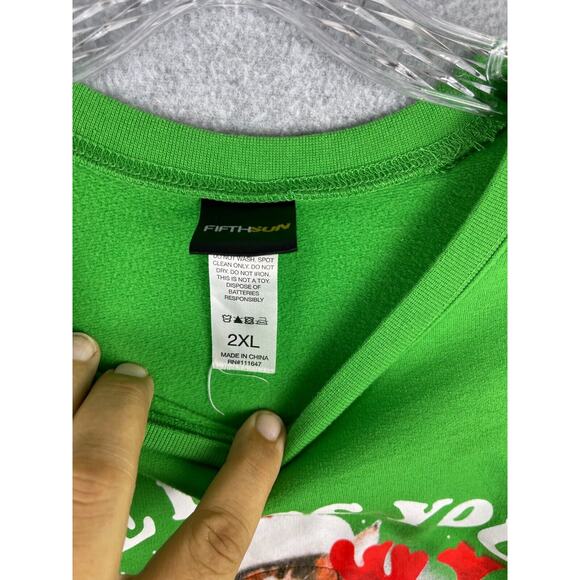 FIFTHSUN
DO NOT WASH. SPOT
CLEAN ONLY. DO NOT
DRY. DO NOT IRON.
THIS IS NOT A TOY.
DISPOSE OF
BATTERIES
RESPONSIBLY
2XL
MADE IN CHINA
RN#111647